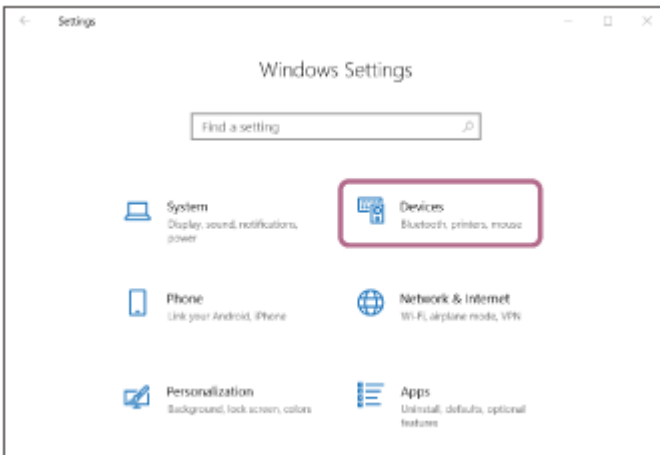 Settings
Windows Settings
Find a setting
System
Display, sound, notifications,
power
Devices
Bluetooth, printers, mouse
Phone
Link your Android, iPhone
Network & Internet
Wi-Fi, airplane mode, VPN
Personalization
Background, lock screen, colors
Apps
Uninstall, defaults, optional
features